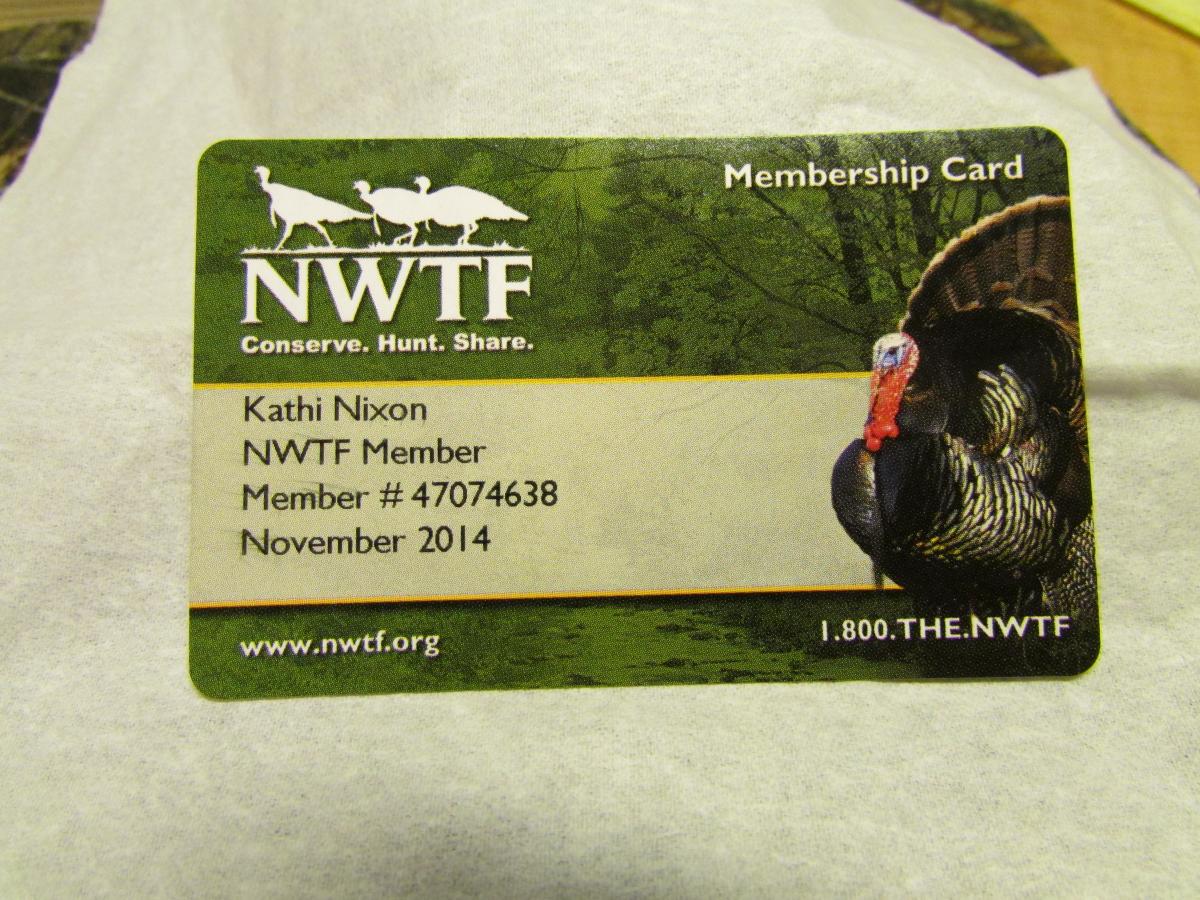 Membership Card
NWTF
Conserve. Hunt. Share.
Kathi Nixon
NWTF Member
Member # 47074638
November 2014
www.nwtf.org
1.800.THE.NWTF